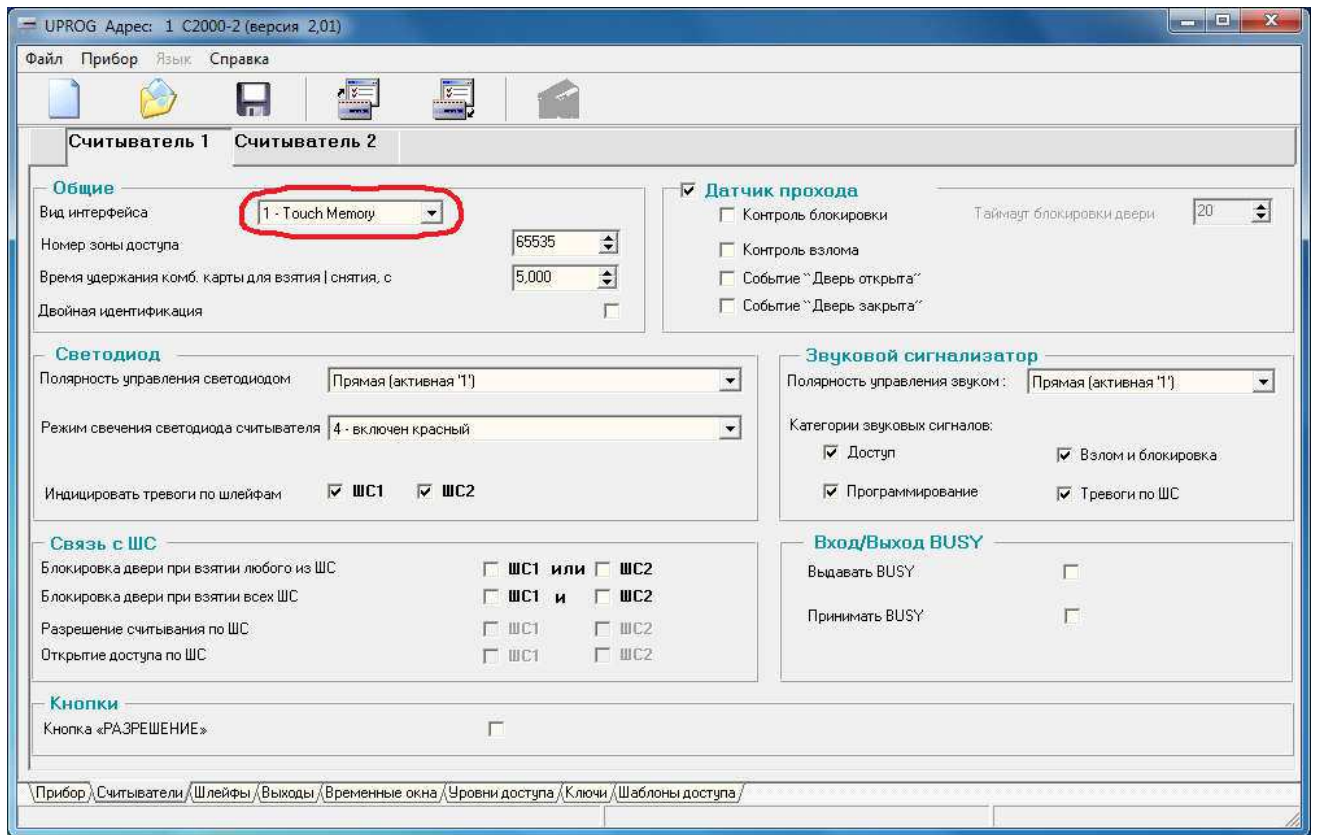 UPROG Адрес: 1 С2000-2 (версия 2,01)
Файл Прибор Язык Справка
Считыватель 1 Считыватель 2
Общие
Вид интерфейса 1 - Touch Memory
Номер зоны доступа 65535
Время удержания комб. карты для взятия | снятия, с 5,000
Двойная идентификация
Датчик прохода
Контроль блокировки Таймаут блокировки двери 20
Контроль взлома
Событие ``Дверь открыта``
Событие ``Дверь закрыта``
Светодиод
Полярность управления светодиодом Прямая (активная '1')
Режим свечения светодиода считывателя 4 - включен красный
Индицировать тревоги по шлейфам ШС1 ШС2
Звуковой сигнализатор
Полярность управления звуком : Прямая (активная '1')
Категории звуковых сигналов:
Доступ Взлом и блокировка
Программирование Тревоги по ШС
Связь с ШС
Блокировка двери при взятии любого из ШС ШС1 или ШС2
Блокировка двери при взятии всех ШС ШС1 и ШС2
Разрешение считывания по ШС ШС1 ШС2
Открытие доступа по ШС ШС1 ШС2
Вход/Выход BUSY
Выдавать BUSY
Принимать BUSY
Кнопки
Кнопка «РАЗРЕШЕНИЕ»
Прибор Считыватели Шлейфы Выходы Временные окна Уровни доступа Ключи Шаблоны доступа